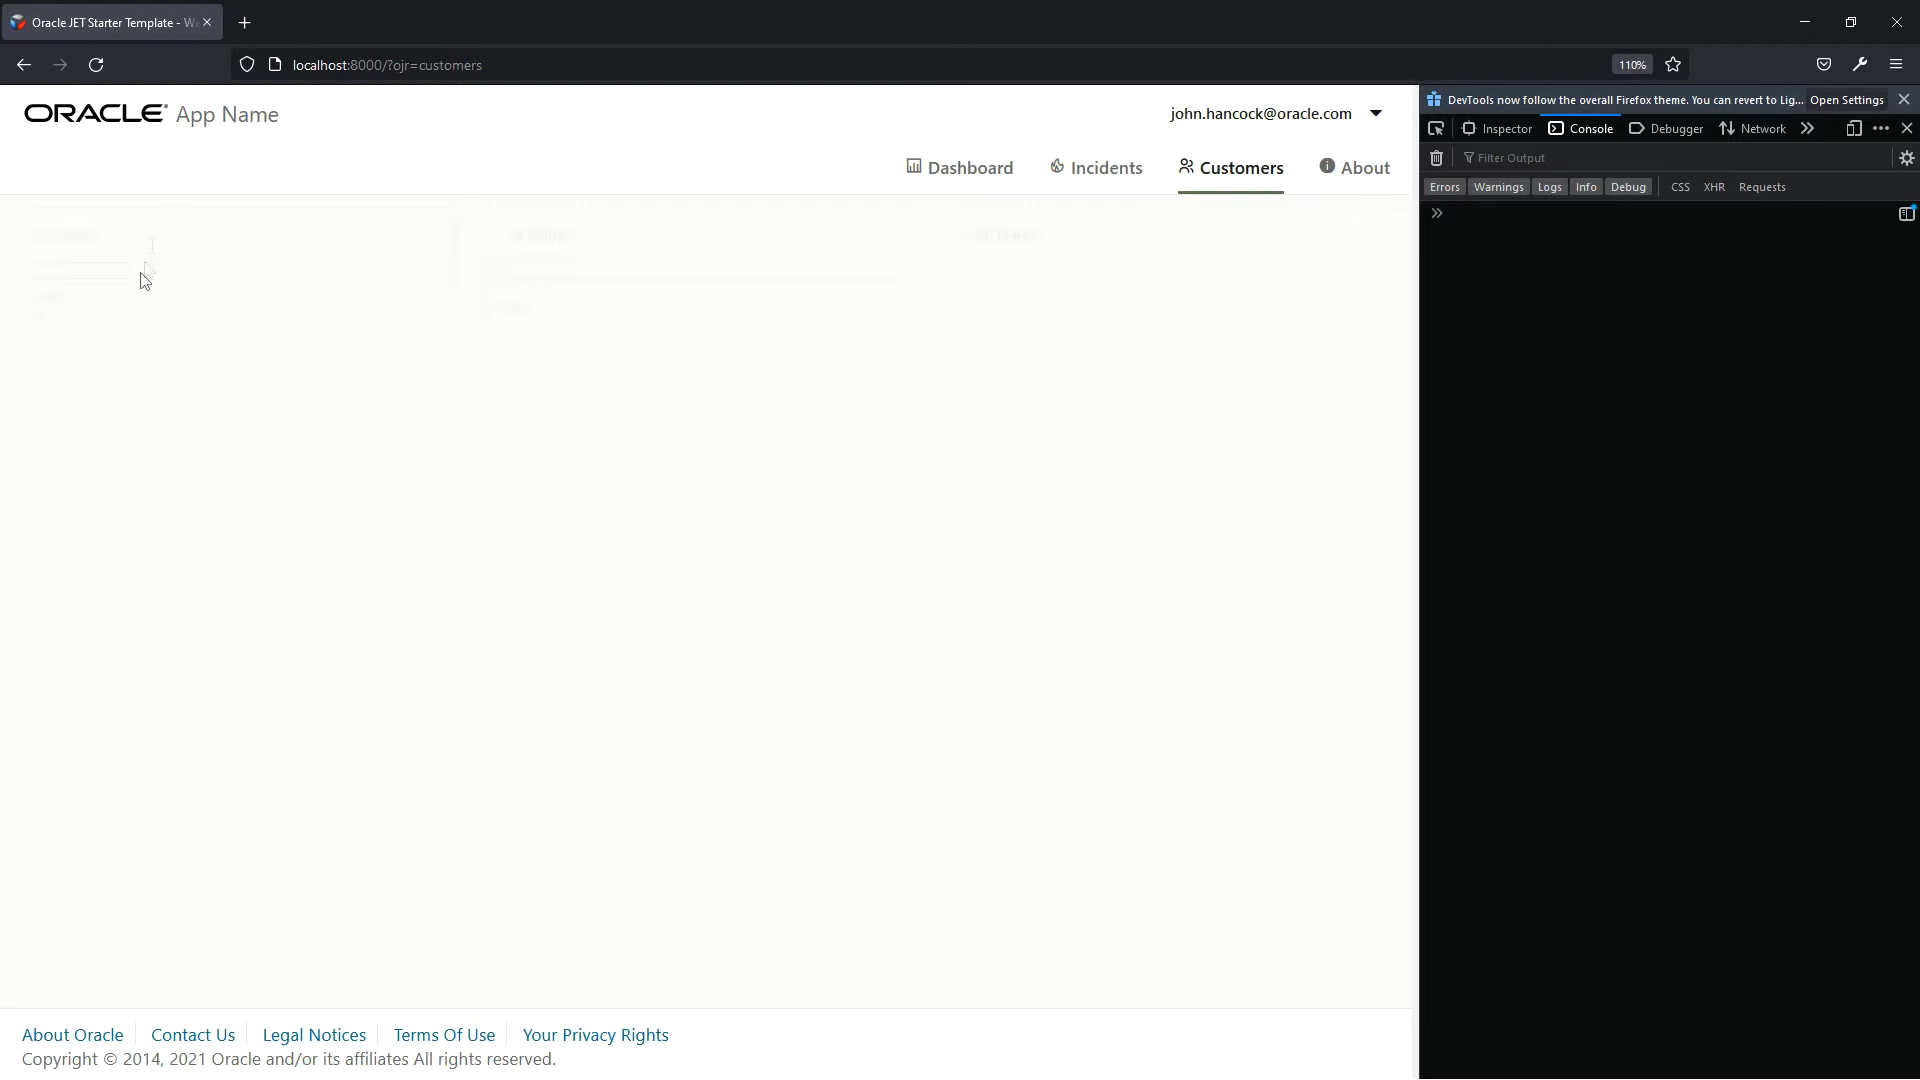 Oracle JET Starter Template - We
localhost:8000/?ojr=customers
110%
ORACLE App Name
john.hancock@oracle.com
Dashboard
Incidents
Customers
About
DevTools now follow the overall Firefox theme. You can revert to Lig... Open Settings
Inspector
Console
Debugger
Network
Filter Output
Errors
Warnings
Logs
Info
Debug
CSS
XHR
Requests
About Oracle
Contact Us
Legal Notices
Terms Of Use
Your Privacy Rights
Copyright © 2014, 2021 Oracle and/or its affiliates All rights reserved.